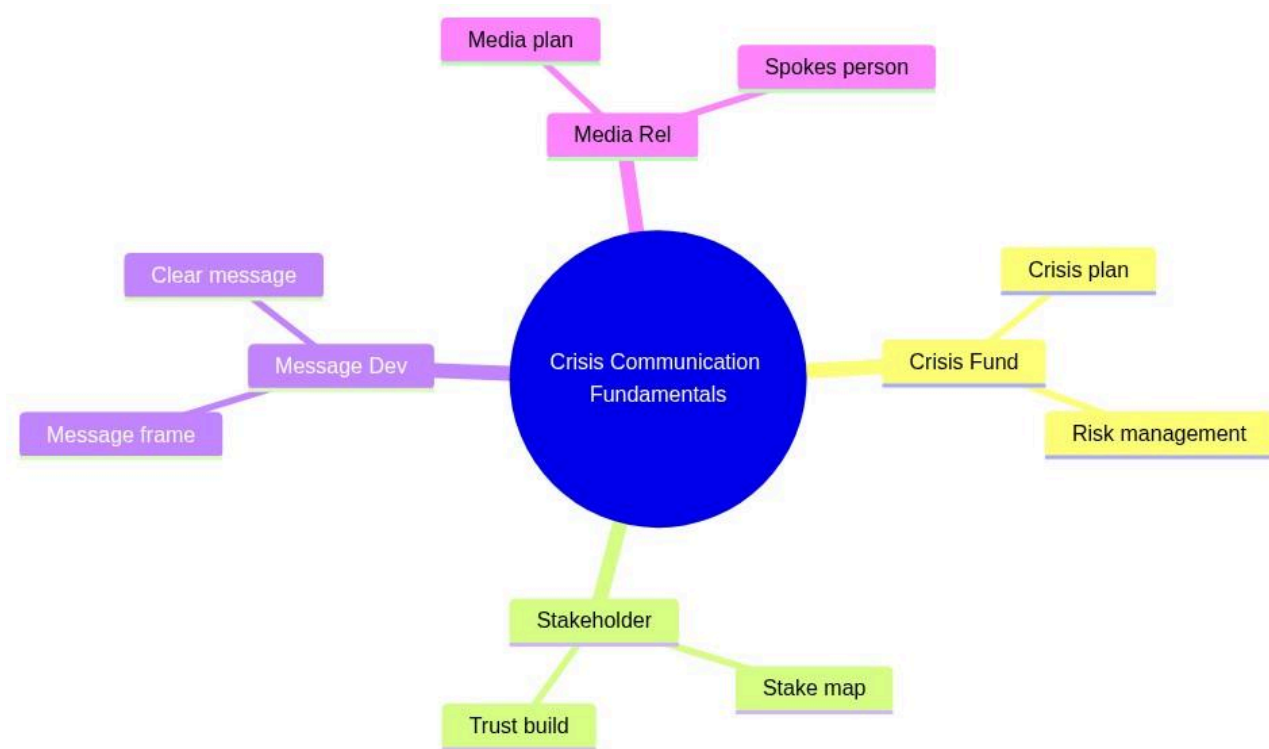 Media plan
Spokes person
Media Rel
Clear message
Message Dev
Message frame
Crisis Communication
Fundamentals
Crisis plan
Crisis Fund
Risk management
Stakeholder
Stake map
Trust build